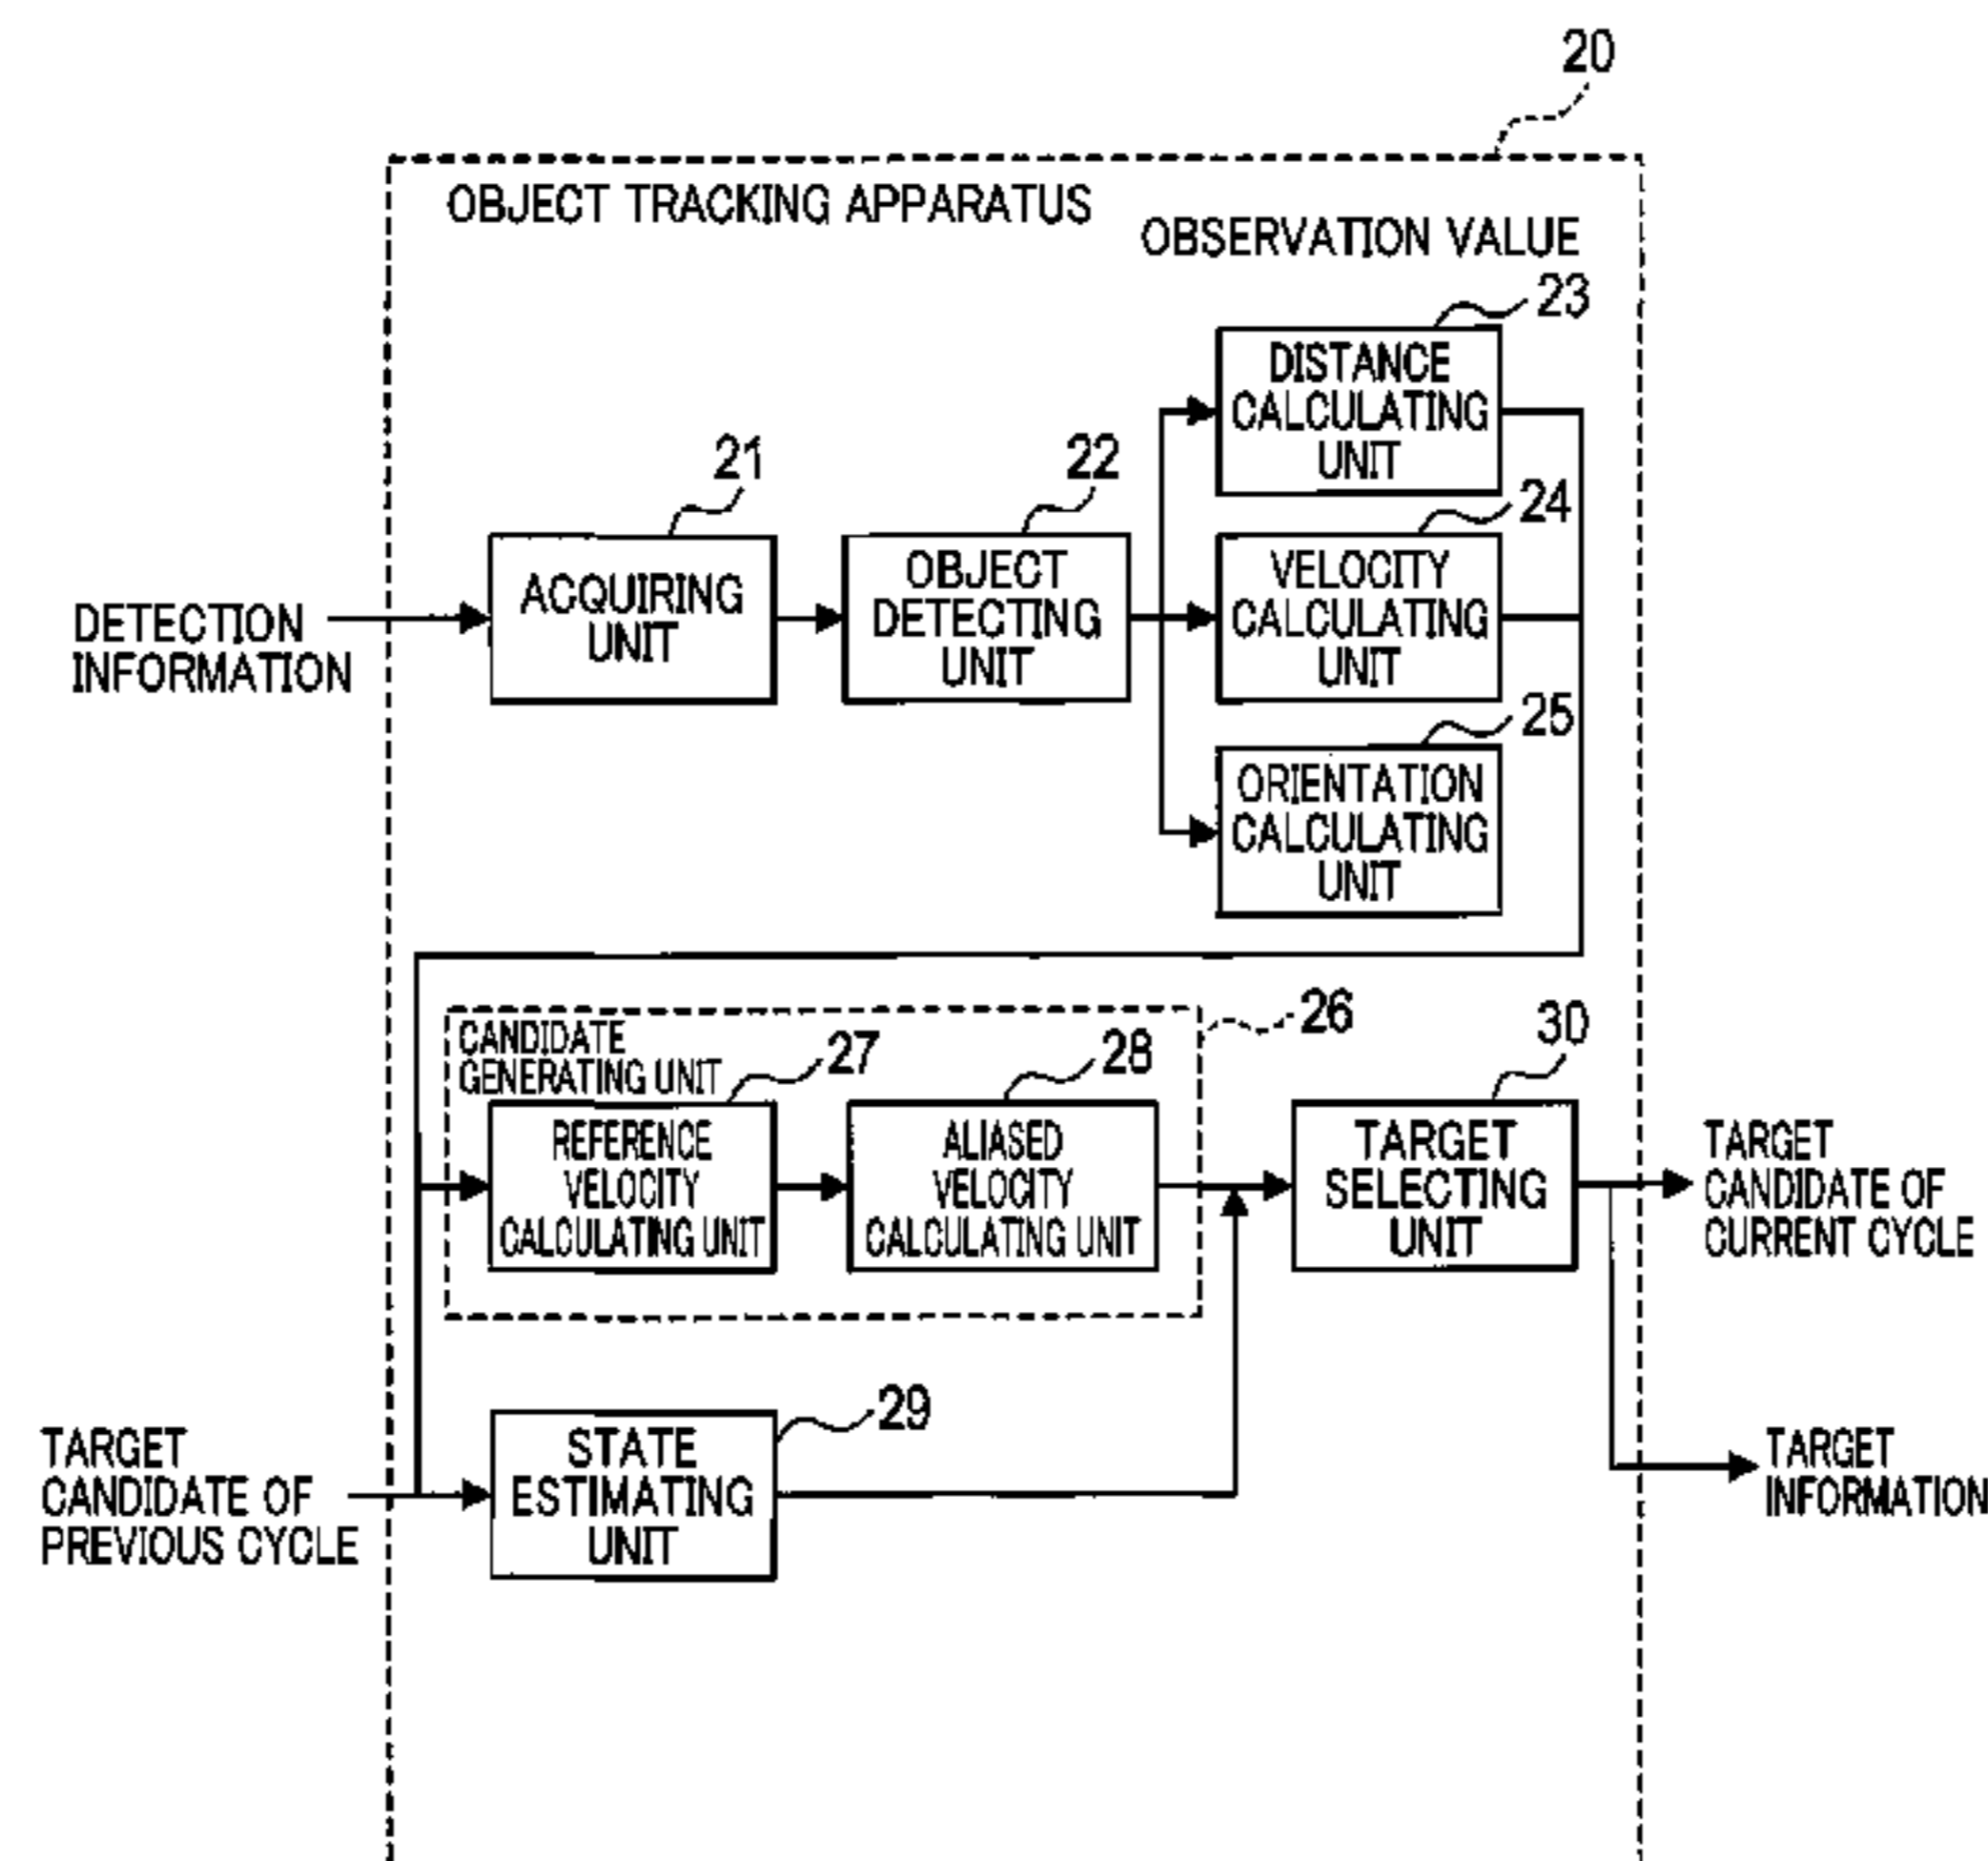 20
OBJECT TRACKING APPARATUS
OBSERVATION VALUE
23
DISTANCE
CALCULATING
UNIT
21
22
24
DETECTION
INFORMATION
ACQUIRING
UNIT
OBJECT
DETECTING
UNIT
VELOCITY
CALCULATING
UNIT
25
ORIENTATION
CALCULATING
UNIT
26
CANDIDATE
GENERATING UNIT
27
28
30
REFERENCE
VELOCITY
CALCULATING UNIT
ALIASED
VELOCITY
CALCULATING UNIT
TARGET
SELECTING
UNIT
TARGET
CANDIDATE OF
CURRENT CYCLE
29
TARGET
CANDIDATE OF
PREVIOUS CYCLE
STATE
ESTIMATING
UNIT
TARGET
INFORMATION